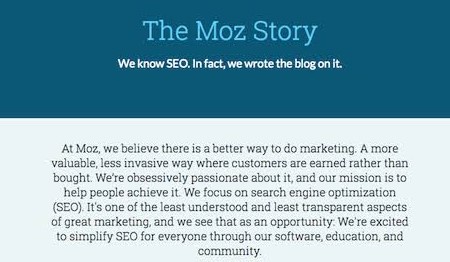 The Moz Story
We know SEO. In fact, we wrote the blog on it.
At Moz, we believe there is a better way to do marketing. A more
valuable, less invasive way where customers are earned rather than
bought. We're obsessively passionate about it, and our mission is to
help people achieve it. We focus on search engine optimization
(SEO). It's one of the least understood and least transparent aspects
of great marketing, and we see that as an opportunity: We're excited
to simplify SEO for everyone through our software, education, and
community.